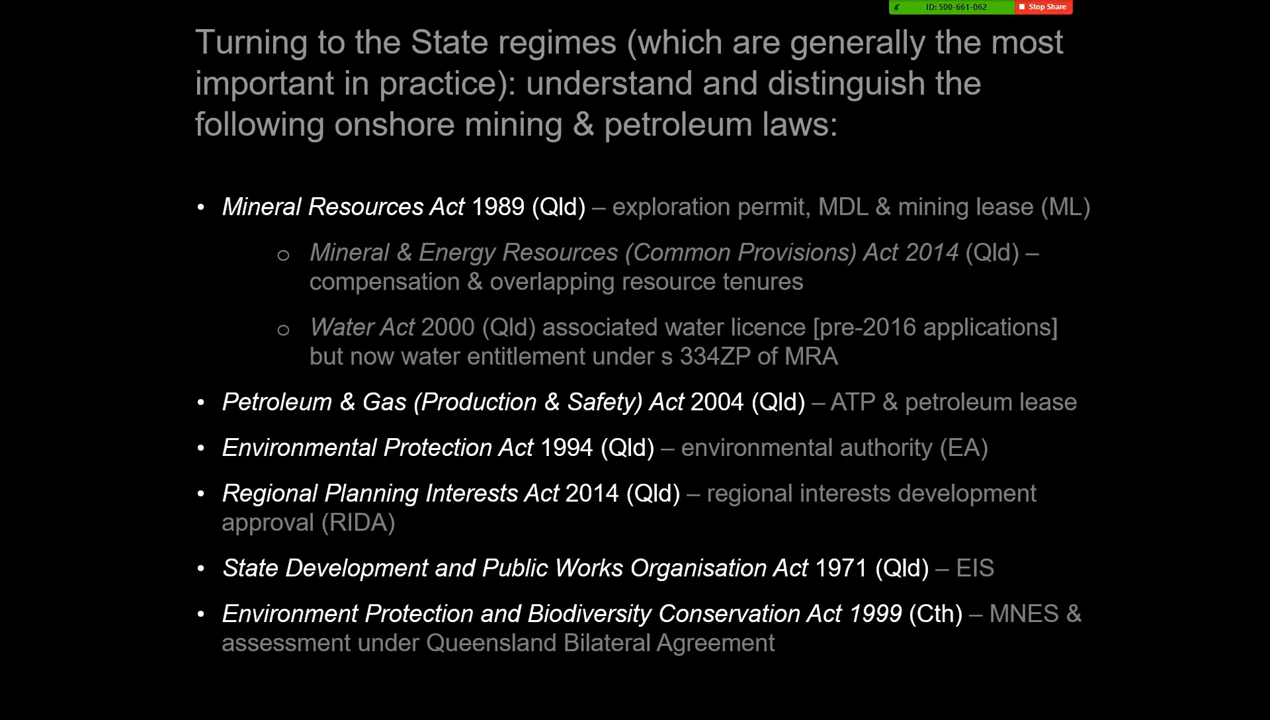 ID: 500-661-062 Stop Share
Turning to the State regimes (which are generally the most
important in practice): understand and distinguish the
following onshore mining & petroleum laws:
• Mineral Resources Act 1989 (Qld) – exploration permit, MDL & mining lease (ML)
o Mineral & Energy Resources (Common Provisions) Act 2014 (Qld) –
compensation & overlapping resource tenures
o Water Act 2000 (Qld) associated water licence [pre-2016 applications]
but now water entitlement under s 334ZP of MRA
• Petroleum & Gas (Production & Safety) Act 2004 (Qld) – ATP & petroleum lease
• Environmental Protection Act 1994 (Qld) – environmental authority (EA)
• Regional Planning Interests Act 2014 (Qld) – regional interests development
approval (RIDA)
• State Development and Public Works Organisation Act 1971 (Qld) – EIS
• Environment Protection and Biodiversity Conservation Act 1999 (Cth) – MNES &
assessment under Queensland Bilateral Agreement